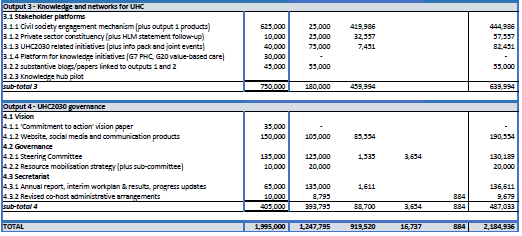 Output 3 - Knowledge and networks for UHC
3.1 Stakeholder platforms
3.1.1 Civil society engagement mechanism (plus output 1 products) 625,000 25,000 419,986 444,986
3.1.2 Private sector constituency (plus HLM statement follow-up) 10,000 25,000 32,557 57,557
3.1.3 UHC2030 related initiatives (plus info pack and joint events) 40,000 75,000 7,451 82,451
3.1.4 Platform for knowledge initiatives (G7 PHC, G20 value-based care) 30,000 - -
3.2.2 substantive blogs/papers linked to outputs 1 and 2 45,000 55,000 55,000
3.2.3 Knowledge hub pilot
sub-total 3 750,000 180,000 459,994 639,994
Output 4 - UHC2030 governance
4.1 Vision
4.1.1 'Commitment to action' vision paper 35,000 - -
4.1.2 Website, social media and communication products 150,000 105,000 85,554 190,554
4.2 Governance
4.2.1 Steering Committee 135,000 125,000 1,535 3,654 130,189
4.2.2 Resource mobilisation strategy (plus sub-committee) 10,000 20,000 20,000
4.3 Secretariat
4.3.1 Annual report, interim workplan & results, progress updates 65,000 135,000 1,611 136,611
4.3.2 Revised co-host administrative arrangements 10,000 8,795 884 9,679
sub-total 4 405,000 393,795 88,700 3,654 884 487,033
TOTAL 1,995,000 1,247,795 919,520 16,737 884 2,184,936